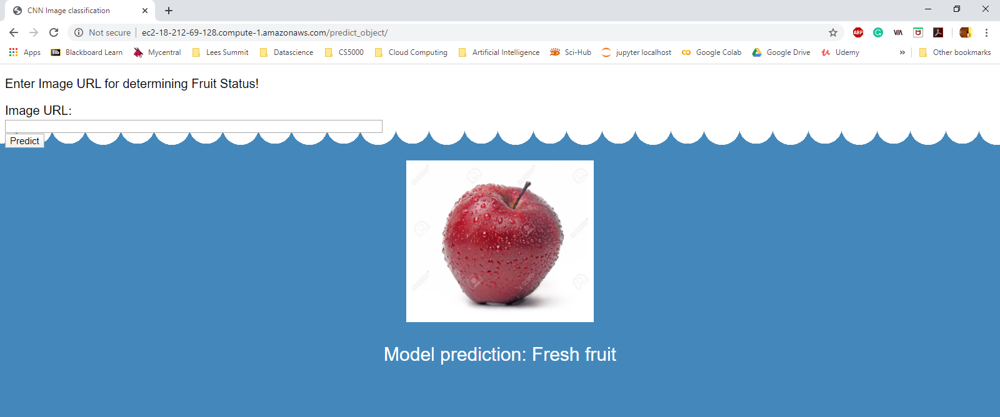 CNN Image classification
Not secure
ec2-18-212-69-128.compute-1.amazonaws.com/predict_object/
ABP
Apps
Bb
Blackboard Learn
Mycentral
Lees Summit
Datascience
CS5000
Cloud Computing
Artificial Intelligence
Sci-Hub
jupyter localhost
Google Colab
Google Drive
Udemy
»
Other bookmarks
Enter Image URL for determining Fruit Status!
Image URL:
Predict
Model prediction: Fresh fruit